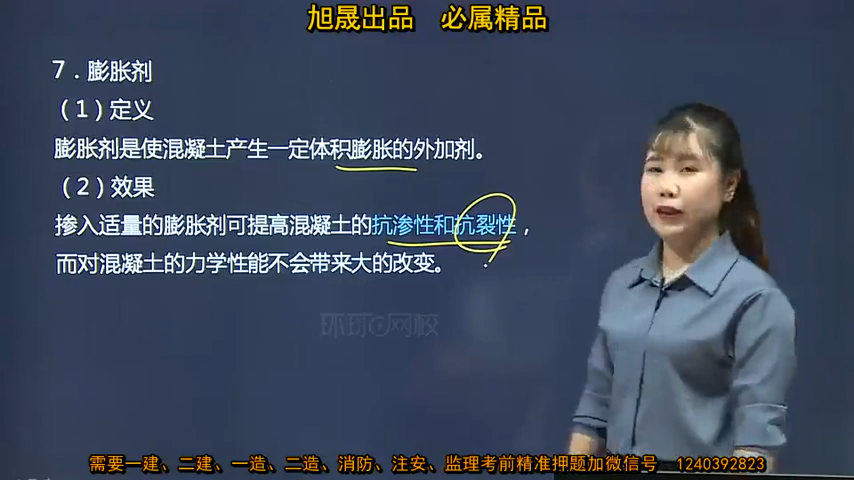 旭晟出品　必属精品
7．膨胀剂
（1）定义
膨胀剂是使混凝土产生一定体积膨胀的外加剂。
（2）效果
掺入适量的膨胀剂可提高混凝土的抗渗性和抗裂性，
而对混凝土的力学性能不会带来大的改变。
环球网校
需要一建、二建、一造、二造、消防、注安、监理考前精准押题加微信号　1240392823